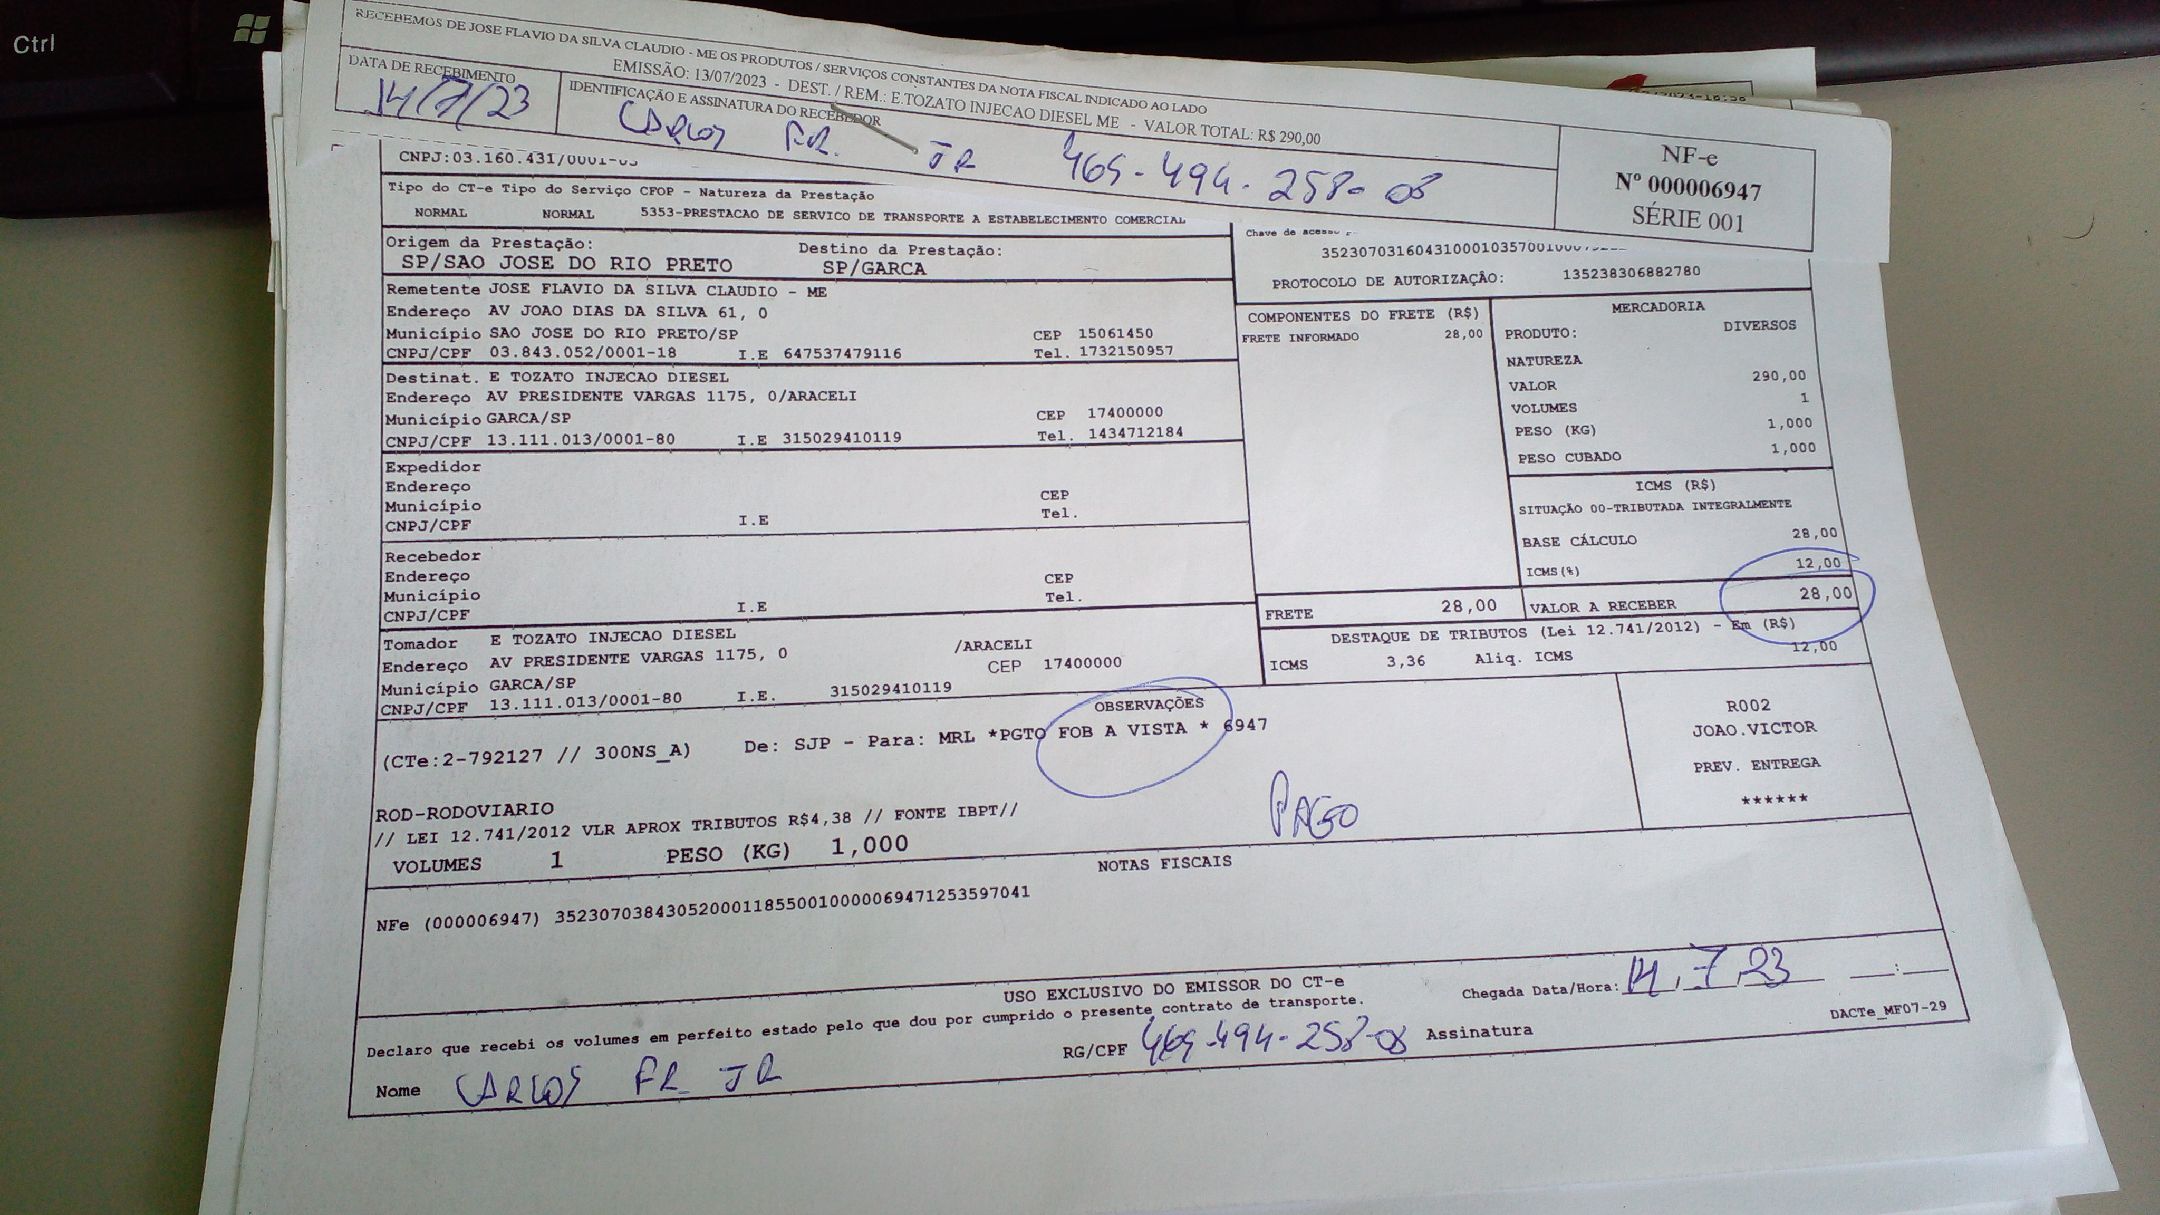 Ctrl
RECEBEMOS DE JOSE FLAVIO DA SILVA CLAUDIO - ME OS PRODUTOS / SERVIÇOS CONSTANTES DA NOTA FISCAL INDICADO AO LADO
EMISSÃO: 13/07/2023 - DEST. / REM.: E.TOZATO INJECAO DIESEL ME - VALOR TOTAL: R$ 290,00
DATA DE RECEBIMENTO
14/7/23
IDENTIFICAÇÃO E ASSINATURA DO RECEBEDOR
CARLOS FR. JR 469-494-258-08
NF-e
Nº 000006947
SÉRIE 001
CNPJ:03.160.431/0001-
Tipo do CT-e Tipo do Serviço CFOP - Natureza da Prestação
NORMAL NORMAL 5353-PRESTACAO DE SERVICO DE TRANSPORTE A ESTABELECIMENTO COMERCIAL
Origem da Prestação: Destino da Prestação:
SP/SAO JOSE DO RIO PRETO SP/GARCA
Chave de acesso
PROTOCOLO DE AUTORIZAÇÃO: 135238306882780
Remetente JOSE FLAVIO DA SILVA CLAUDIO - ME
Endereço AV JOAO DIAS DA SILVA 61, 0
Município SAO JOSE DO RIO PRETO/SP CEP 15061450
CNPJ/CPF 03.843.052/0001-18 I.E 647537479116 Tel. 1732150957
Destinat. E TOZATO INJECAO DIESEL
Endereço AV PRESIDENTE VARGAS 1175, 0/ARACELI
Município GARCA/SP CEP 17400000
CNPJ/CPF 13.111.013/0001-80 I.E 315029410119 Tel. 1434712184
Expedidor
Endereço
Município CEP
CNPJ/CPF I.E Tel.
Recebedor
Endereço
Município CEP
CNPJ/CPF I.E Tel.
Tomador E TOZATO INJECAO DIESEL
Endereço AV PRESIDENTE VARGAS 1175, 0 /ARACELI
Município GARCA/SP CEP 17400000
CNPJ/CPF 13.111.013/0001-80 I.E. 315029410119
COMPONENTES DO FRETE (R$)
FRETE INFORMADO 28,00
MERCADORIA
PRODUTO: DIVERSOS
NATUREZA
VALOR 290,00
VOLUMES 1
PESO (KG) 1,000
PESO CUBADO 1,000
ICMS (R$)
SITUAÇÃO 00-TRIBUTADA INTEGRALMENTE
BASE CÁLCULO 28,00
ICMS(%) 12,00
FRETE 28,00 VALOR A RECEBER 28,00
DESTAQUE DE TRIBUTOS (Lei 12.741/2012) - Em (R$)
ICMS 3,36 Aliq. ICMS 12,00
OBSERVAÇÕES
(CTe:2-792127 // 300NS_A) De: SJP - Para: MRL *PGTO FOB A VISTA * 6947
R002
JOAO.VICTOR
PREV. ENTREGA
******
ROD-RODOVIARIO
// LEI 12.741/2012 VLR APROX TRIBUTOS R$4,38 // FONTE IBPT//
PAGO
VOLUMES 1 PESO (KG) 1,000
NOTAS FISCAIS
NFe (000006947) 35230703843052000118550010000069471253597041
USO EXCLUSIVO DO EMISSOR DO CT-e
Declaro que recebi os volumes em perfeito estado pelo que dou por cumprido o presente contrato de transporte.
Chegada Data/Hora: 14, 7, 23 __:__
Nome CARLOS FR JR RG/CPF 469-494-258-08 Assinatura
DACTe_MF07-29